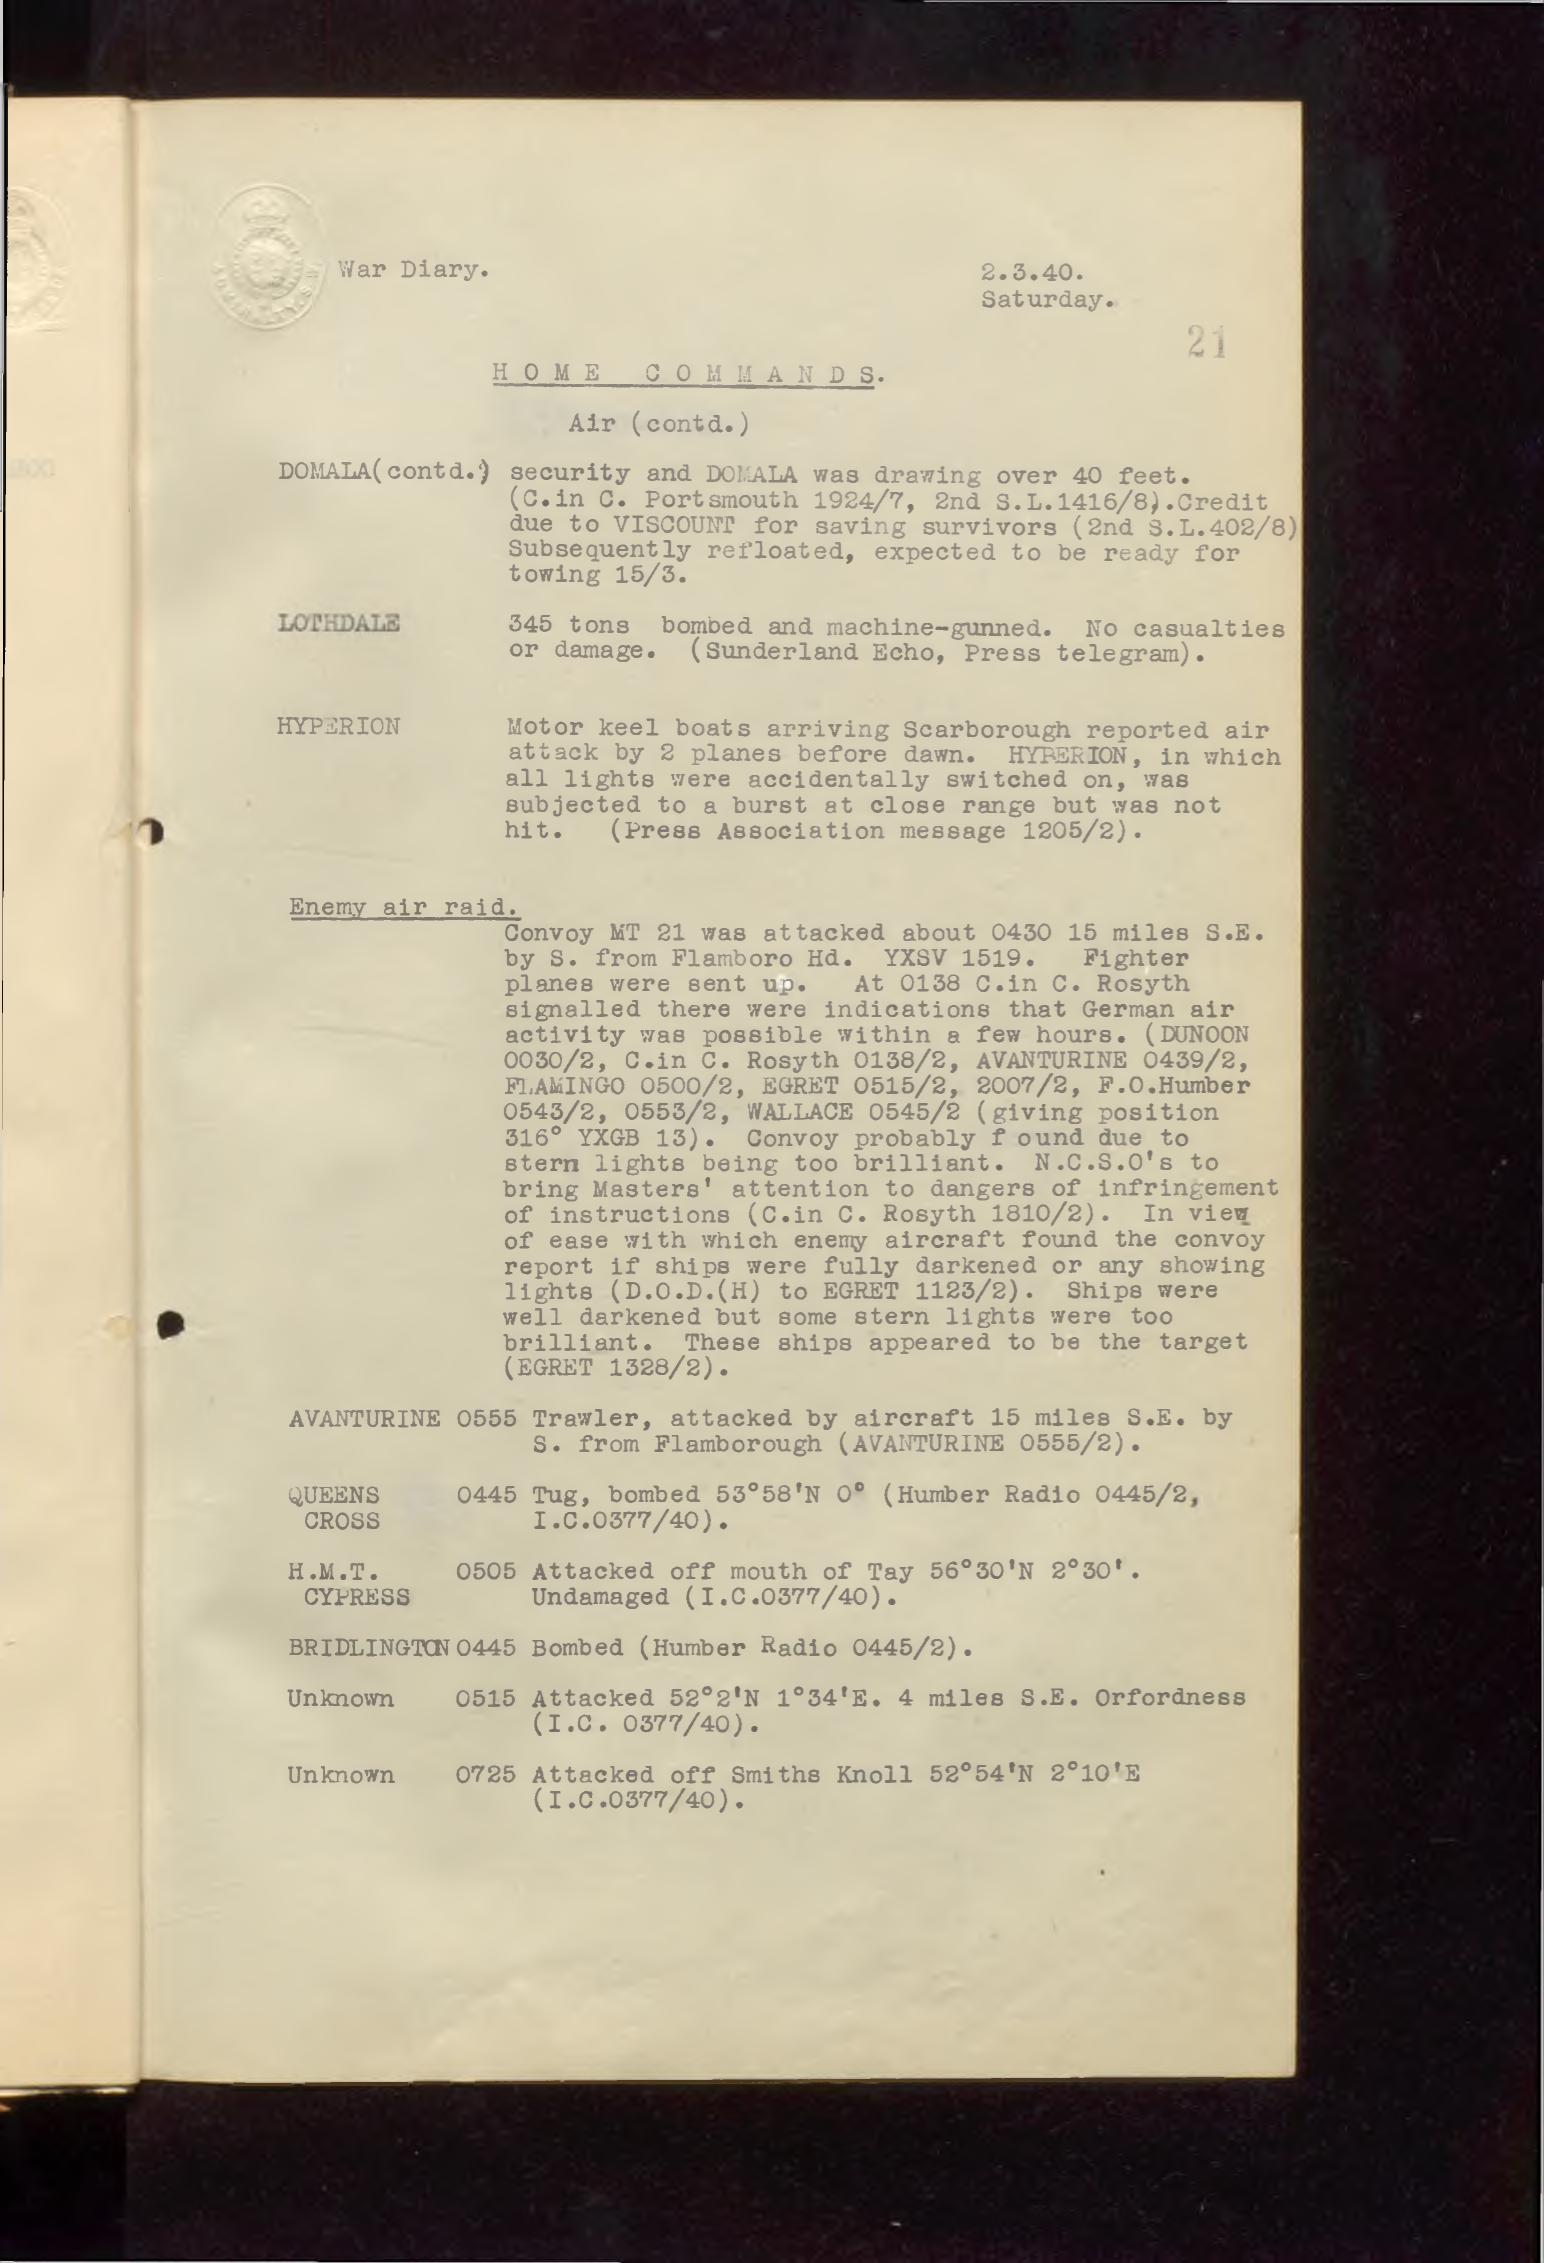 War Diary.
2.3.40.
Saturday.
21
HOME COMMANDS.
Air (contd.)
DOMALA(contd.) security and DOMALA was drawing over 40 feet.
(C.in C. Portsmouth 1924/7, 2nd S.L.1416/8).Credit
due to VISCOUNT for saving survivors (2nd S.L.402/8)
Subsequently refloated, expected to be ready for
towing 15/3.
LOTHDALE 345 tons bombed and machine-gunned. No casualties
or damage. (Sunderland Echo, Press telegram).
HYPERION Motor keel boats arriving Scarborough reported air
attack by 2 planes before dawn. HYPERION, in which
all lights were accidentally switched on, was
subjected to a burst at close range but was not
hit. (Press Association message 1205/2).
Enemy air raid.
Convoy MT 21 was attacked about 0430 15 miles S.E.
by S. from Flamboro Hd. YXSV 1519. Fighter
planes were sent up. At 0138 C.in C. Rosyth
signalled there were indications that German air
activity was possible within a few hours. (DUNOON
0030/2, C.in C. Rosyth 0138/2, AVANTURINE 0439/2,
FLAMINGO 0500/2, EGRET 0515/2, 2007/2, F.O.Humber
0543/2, 0553/2, WALLACE 0545/2 (giving position
316° YXGB 13). Convoy probably f ound due to
stern lights being too brilliant. N.C.S.O's to
bring Masters' attention to dangers of infringement
of instructions (C.in C. Rosyth 1810/2). In view
of ease with which enemy aircraft found the convoy
report if ships were fully darkened or any showing
lights (D.O.D.(H) to EGRET 1123/2). Ships were
well darkened but some stern lights were too
brilliant. These ships appeared to be the target
(EGRET 1328/2).
AVANTURINE 0555 Trawler, attacked by aircraft 15 miles S.E. by
S. from Flamborough (AVANTURINE 0555/2).
QUEENS 0445 Tug, bombed 53°58'N 0° (Humber Radio 0445/2,
CROSS I.C.0377/40).
H.M.T. 0505 Attacked off mouth of Tay 56°30'N 2°30'.
CYPRESS Undamaged (I.C.0377/40).
BRIDLINGTON 0445 Bombed (Humber Radio 0445/2).
Unknown 0515 Attacked 52°2'N 1°34'E. 4 miles S.E. Orfordness
(I.C. 0377/40).
Unknown 0725 Attacked off Smiths Knoll 52°54'N 2°10'E
(I.C.0377/40).